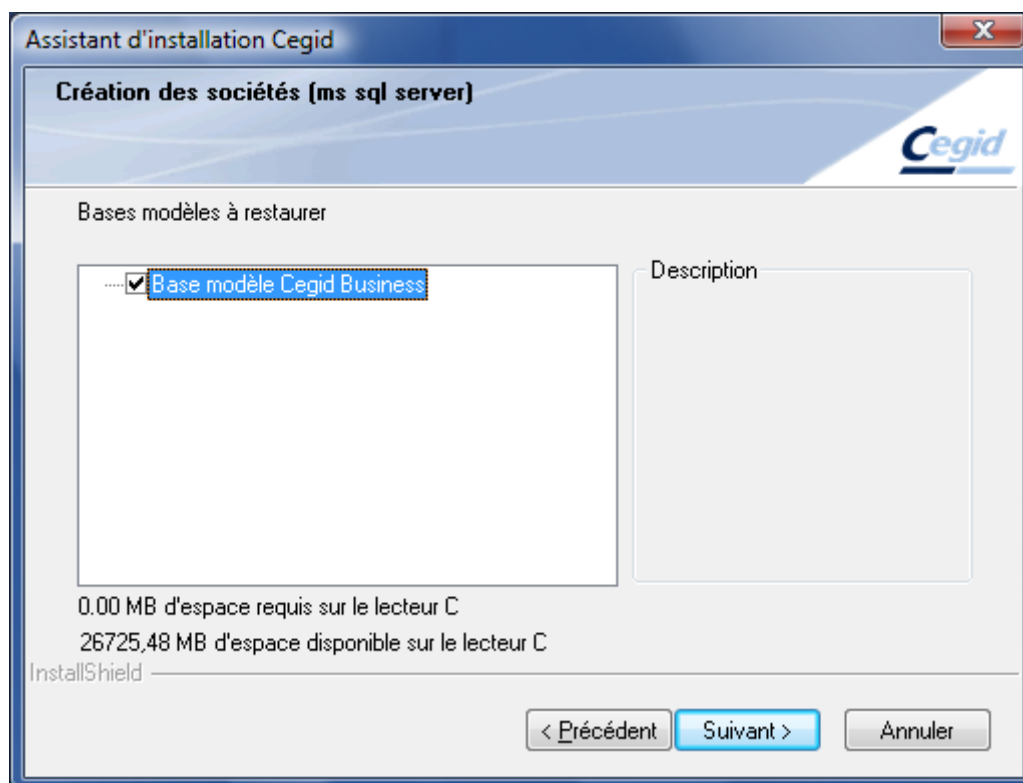 Assistant d'installation Cegid
Création des sociétés (ms sql server)
Cegid
Bases modèles à restaurer
Base modèle Cegid Business
Description
0.00 MB d'espace requis sur le lecteur C
26725,48 MB d'espace disponible sur le lecteur C
InstallShield
< Précédent
Suivant >
Annuler